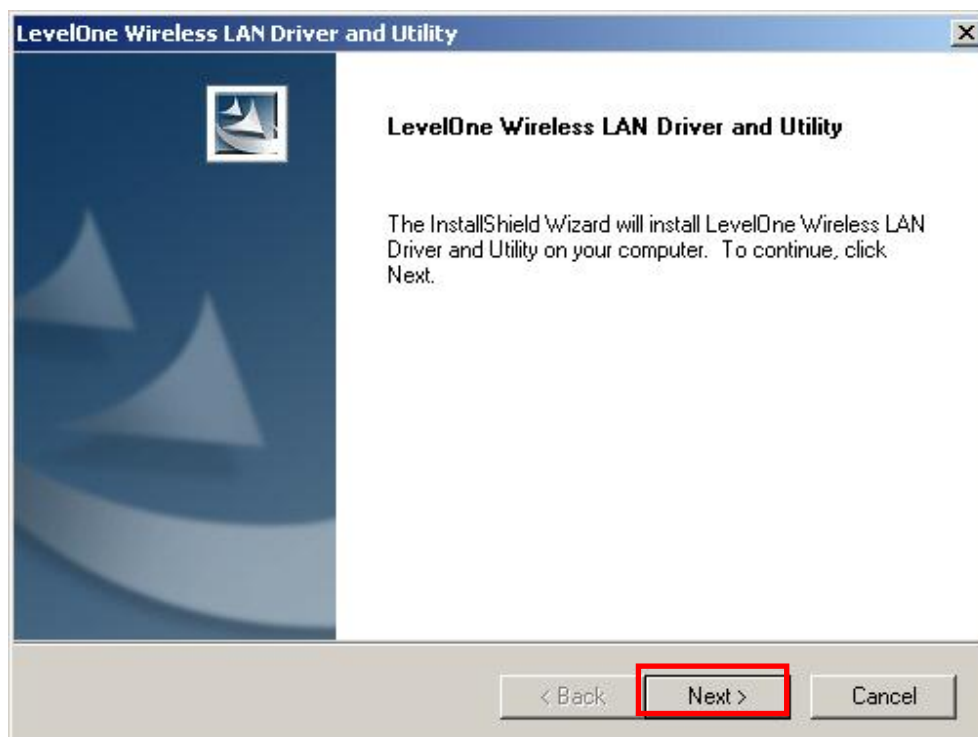 LevelOne Wireless LAN Driver and Utility
LevelOne Wireless LAN Driver and Utility
The InstallShield Wizard will install LevelOne Wireless LAN
Driver and Utility on your computer.  To continue, click
Next.
< Back
Next >
Cancel